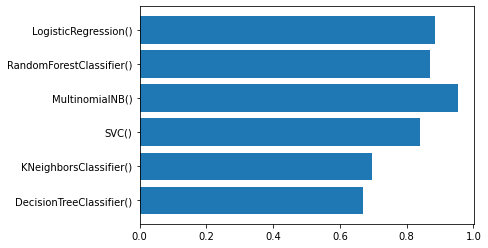 LogisticRegression()
RandomForestClassifier()
MultinomialNB()
SVC()
KNeighborsClassifier()
DecisionTreeClassifier()
0.0 0.2 0.4 0.6 0.8 1.0